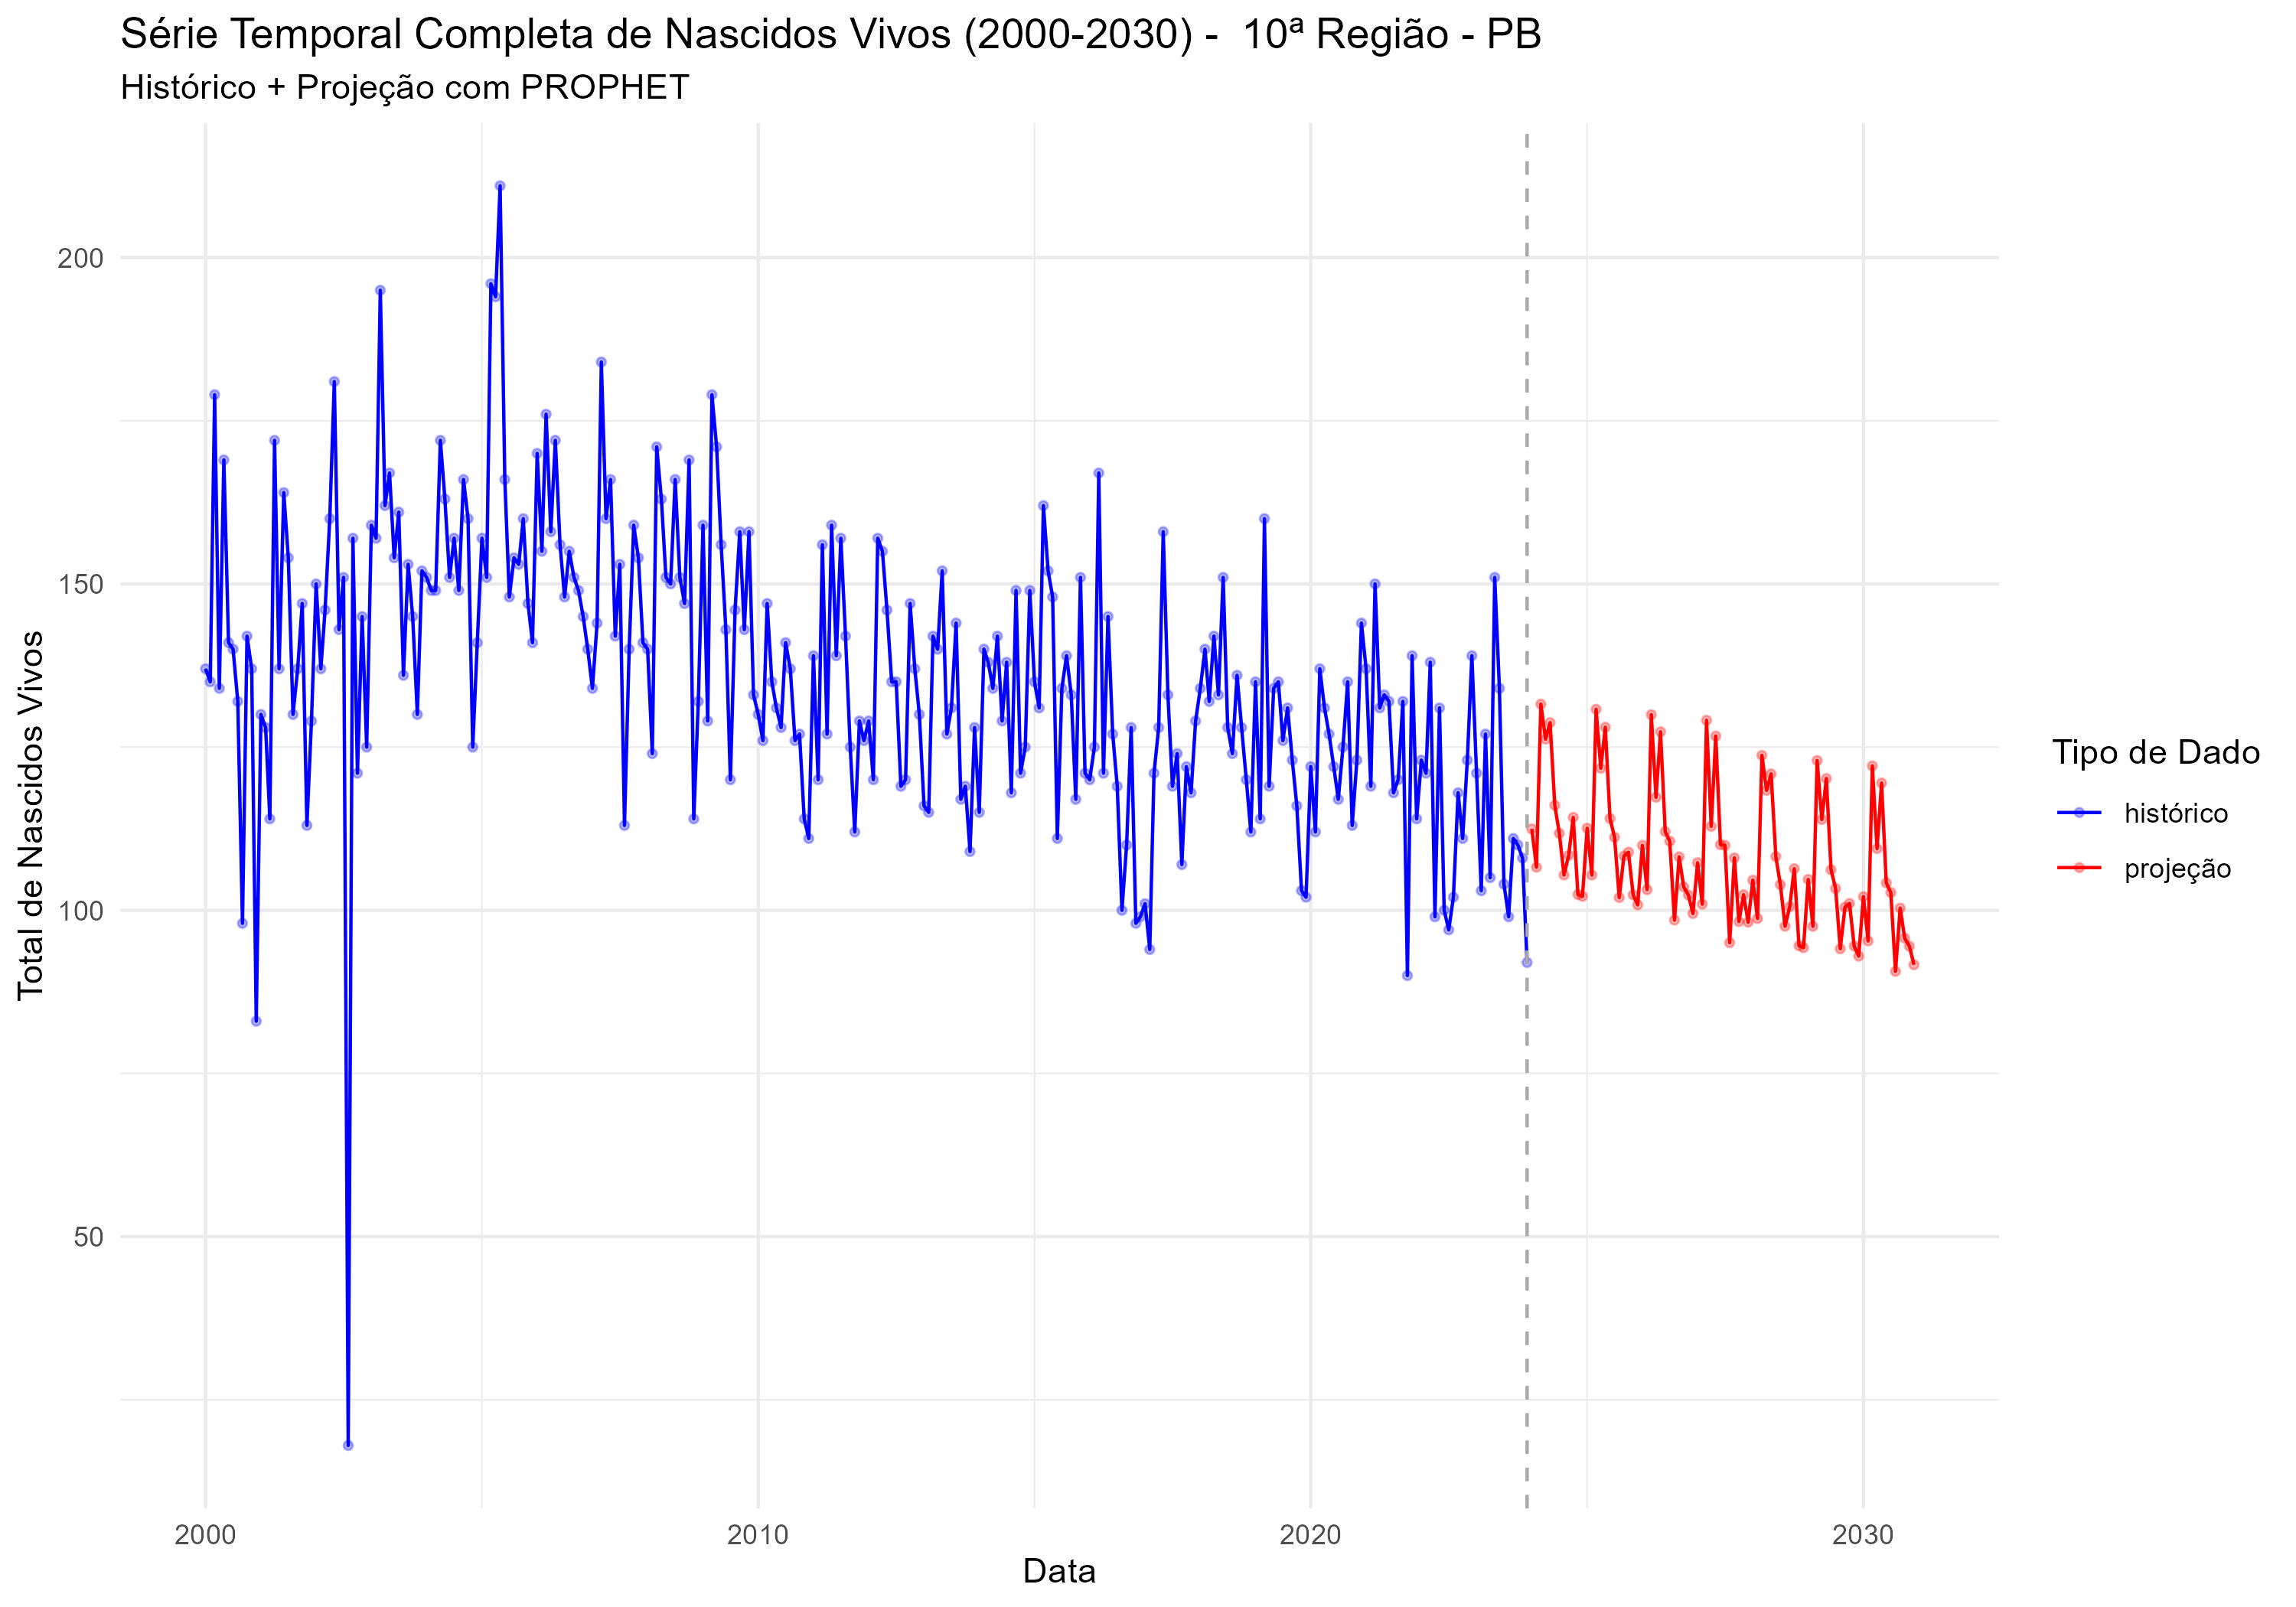 Série Temporal Completa de Nascidos Vivos (2000-2030) -  10ª Região - PB
Histórico + Projeção com PROPHET
Total de Nascidos Vivos
200
150
100
50
2000
2010
2020
2030
Data
Tipo de Dado
histórico
projeção